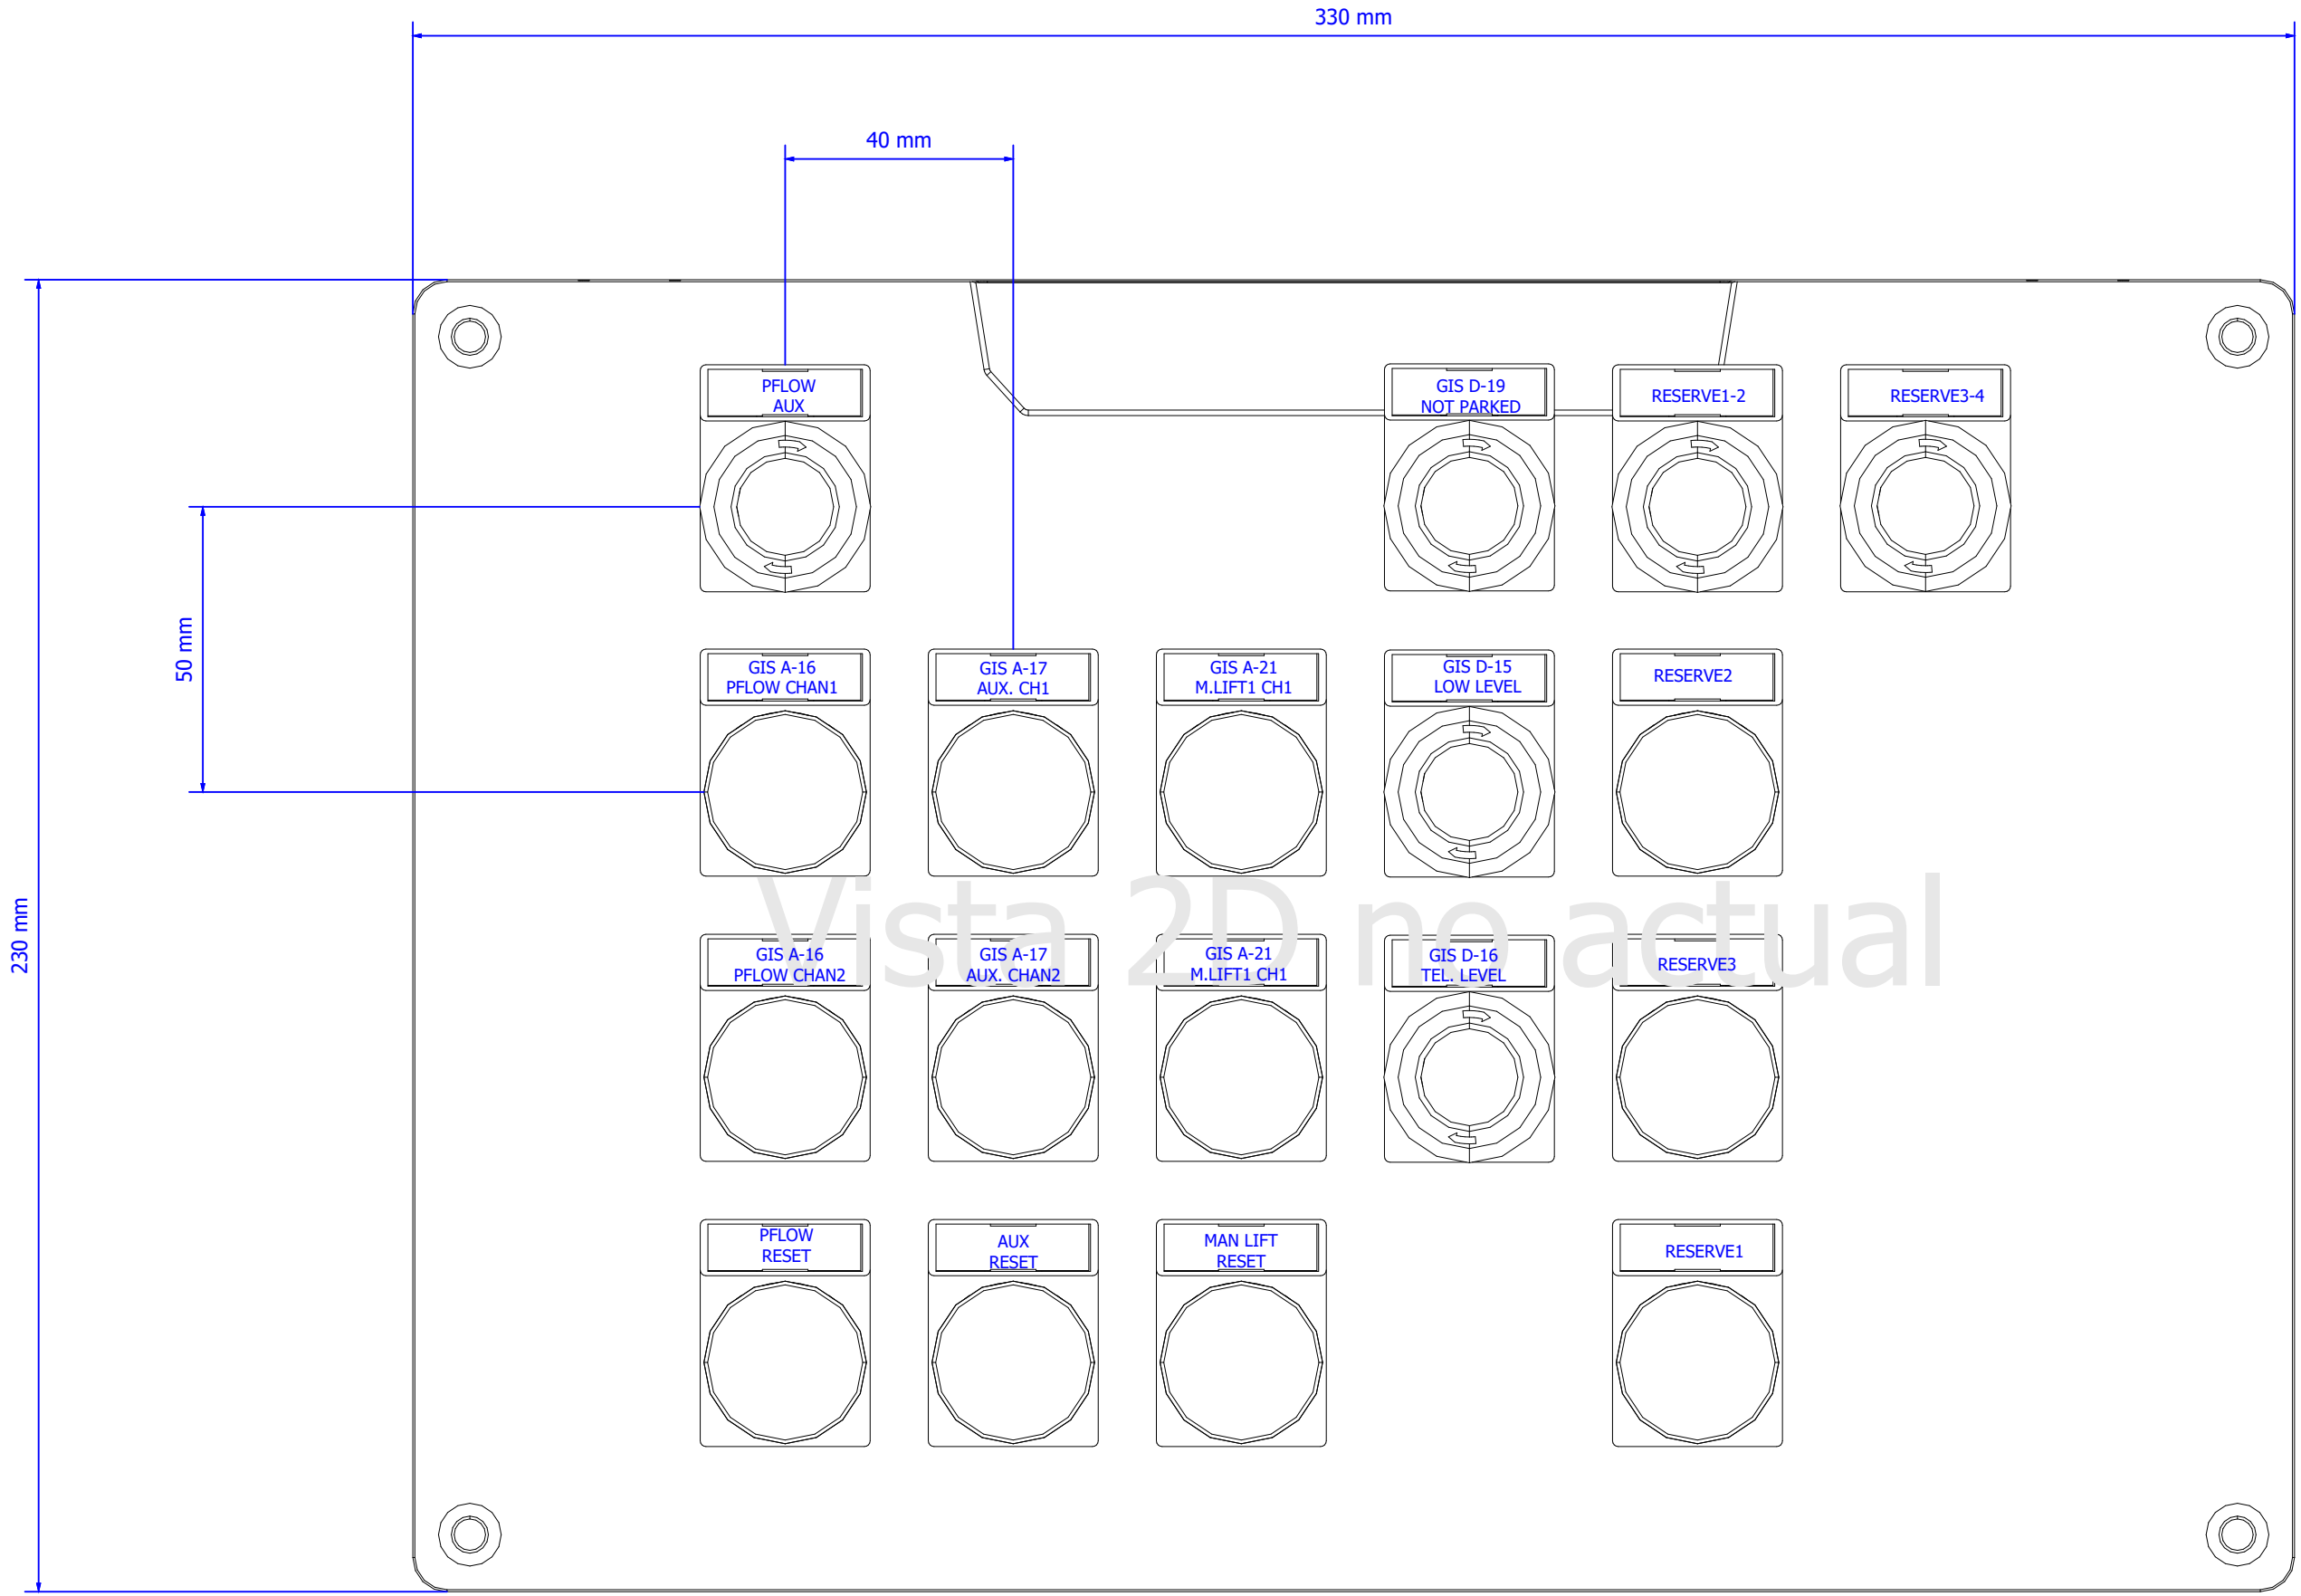 330 mm
40 mm
PFLOW
AUX
GIS D-19
NOT PARKED
RESERVE1-2
RESERVE3-4
50 mm
GIS A-16
PFLOW CHAN1
GIS A-17
AUX. CH1
GIS A-21
M.LIFT1 CH1
GIS D-15
LOW LEVEL
RESERVE2
230 mm
Vista 2D no actual
GIS A-16
PFLOW CHAN2
GIS A-17
AUX. CHAN2
GIS A-21
M.LIFT1 CH1
GIS D-16
TEL. LEVEL
RESERVE3
PFLOW
RESET
AUX
RESET
MAN LIFT
RESET
RESERVE1